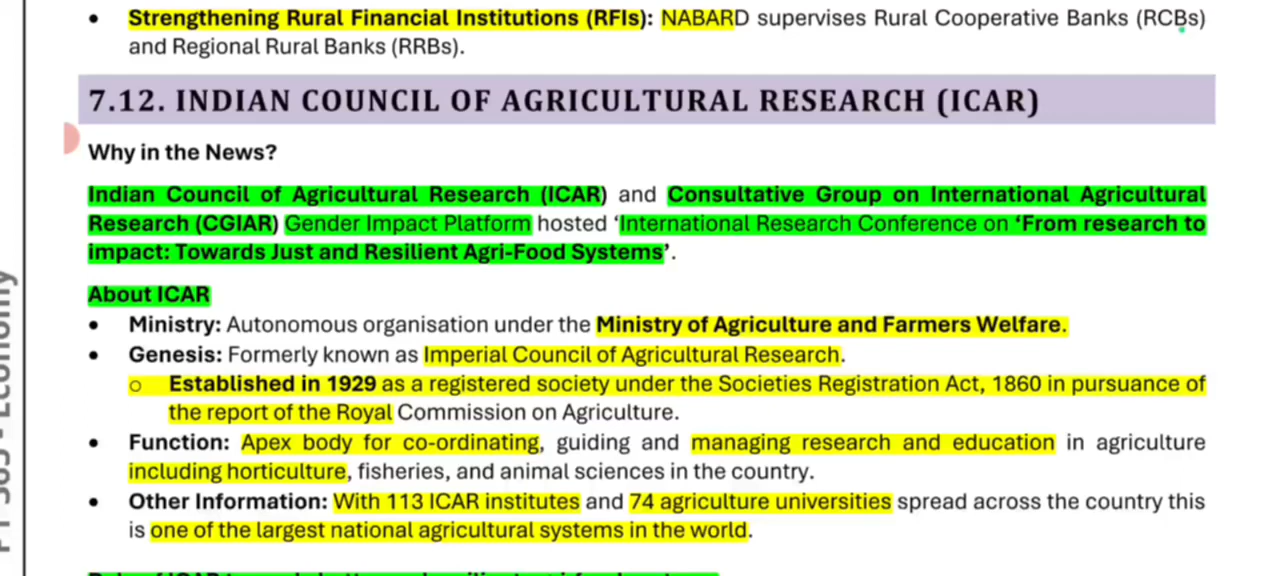 • Strengthening Rural Financial Institutions (RFIs): NABARD supervises Rural Cooperative Banks (RCBs)
and Regional Rural Banks (RRBs).
7.12. INDIAN COUNCIL OF AGRICULTURAL RESEARCH (ICAR)
Why in the News?
Indian Council of Agricultural Research (ICAR) and Consultative Group on International Agricultural
Research (CGIAR) Gender Impact Platform hosted 'International Research Conference on 'From research to
impact: Towards Just and Resilient Agri-Food Systems'.
About ICAR
• Ministry: Autonomous organisation under the Ministry of Agriculture and Farmers Welfare.
• Genesis: Formerly known as Imperial Council of Agricultural Research.
o Established in 1929 as a registered society under the Societies Registration Act, 1860 in pursuance of
the report of the Royal Commission on Agriculture.
• Function: Apex body for co-ordinating, guiding and managing research and education in agriculture
including horticulture, fisheries, and animal sciences in the country.
• Other Information: With 113 ICAR institutes and 74 agriculture universities spread across the country this
is one of the largest national agricultural systems in the world.
Economy